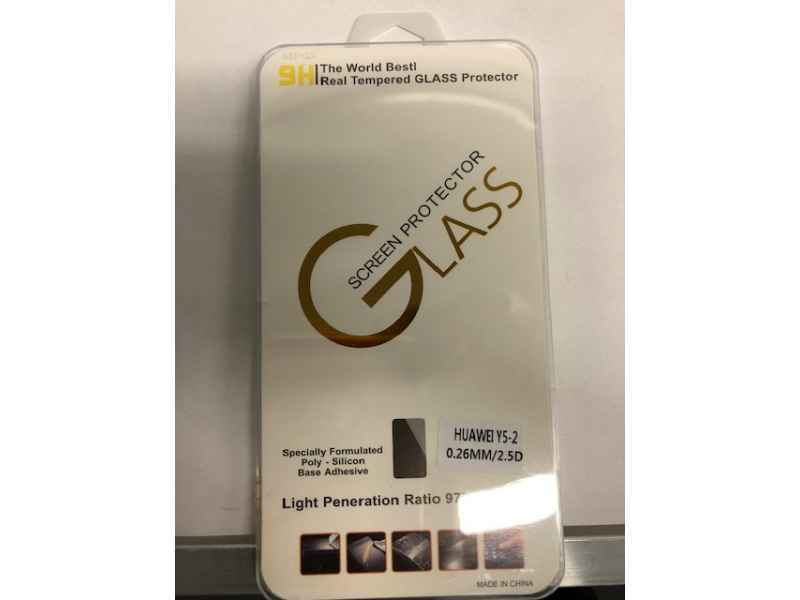 9H
The World Best!
Real Tempered GLASS Protector
SCREEN PROTECTOR
GLASS
Specially Formulated
Poly - Silicon
Base Adhesive
HUAWEI Y5-2
0.26MM/2.5D
Light Peneration Ratio
MADE IN CHINA